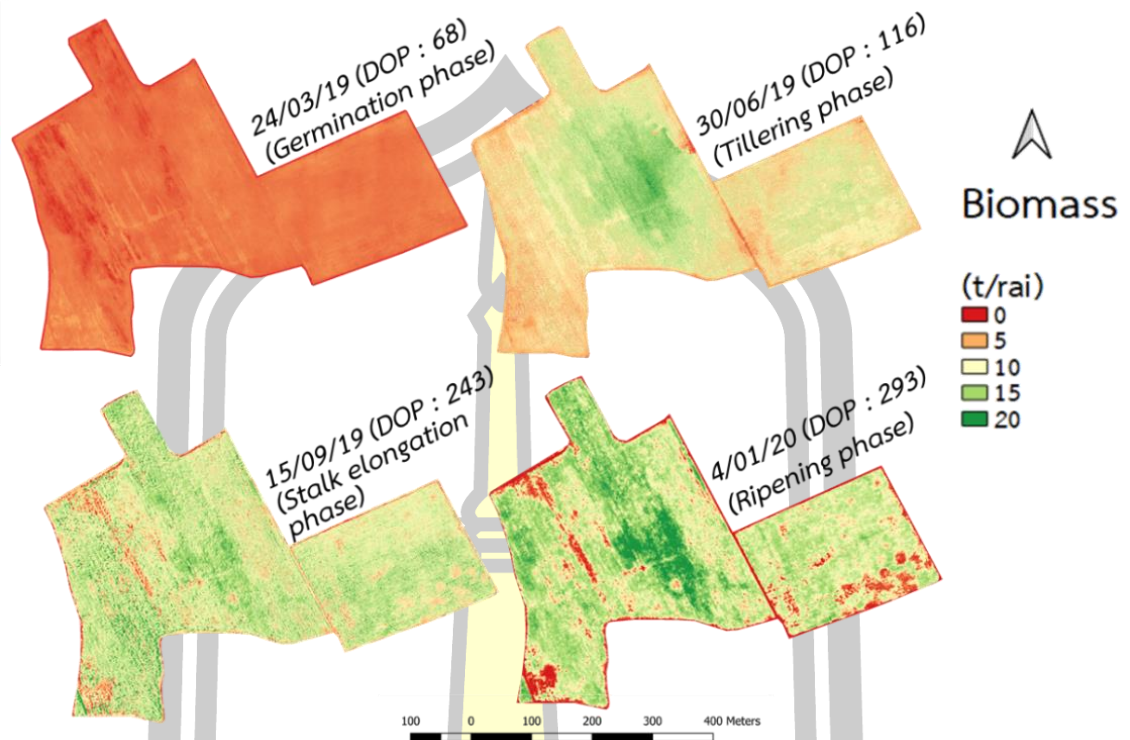 24/03/19 (DOP : 68)
(Germination phase)
30/06/19 (DOP : 116)
(Tillering phase)
Biomass
(t/rai)
0
5
10
15
20
15/09/19 (DOP : 243)
(Stalk elongation
phase)
4/01/20 (DOP : 293)
(Ripening phase)
100 0 100 200 300 400 Meters